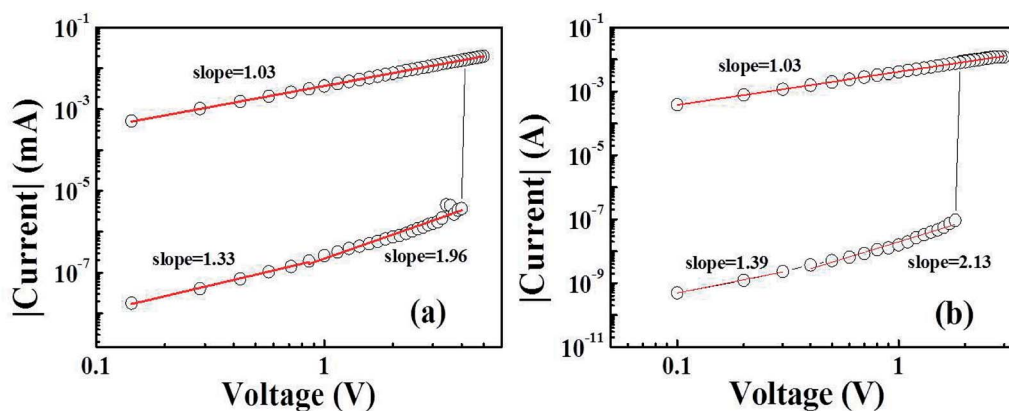 10^-1
10^-3
10^-5
10^-7
|Current| (mA)
slope=1.03
slope=1.33
slope=1.96
(a)
0.1
1
Voltage (V)
10^-1
10^-3
10^-5
10^-7
10^-9
10^-11
|Current| (A)
slope=1.03
slope=1.39
slope=2.13
(b)
0.1
1
Voltage (V)